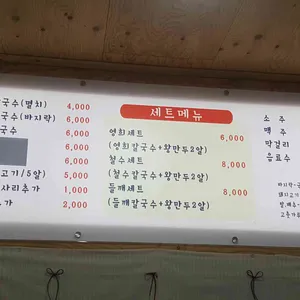 국수(멸치) 4,000
국수(바지락) 6,000
국수 6,000
6,000
6,000
고기/5알) 5,000
사리추가 1,000
가 2,000
세트메뉴
영희세트 6,000
(영희칼국수+왕만두2알)
철수세트 8,000
(철수칼국수+왕만두2알)
들깨세트 8,000
(들깨칼국수+왕만두2알)
소 주
맥 주
막걸리
음료수